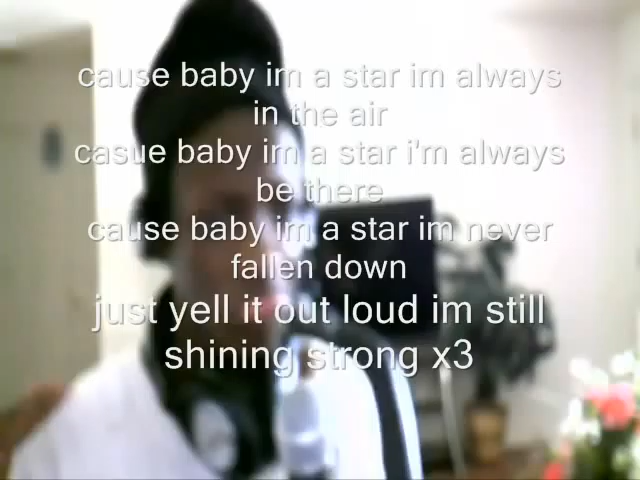 cause baby im a star im always
in the air
casue baby im a star i'm always
be there
cause baby im a star im never
fallen down
just yell it out loud im still
shining strong x3